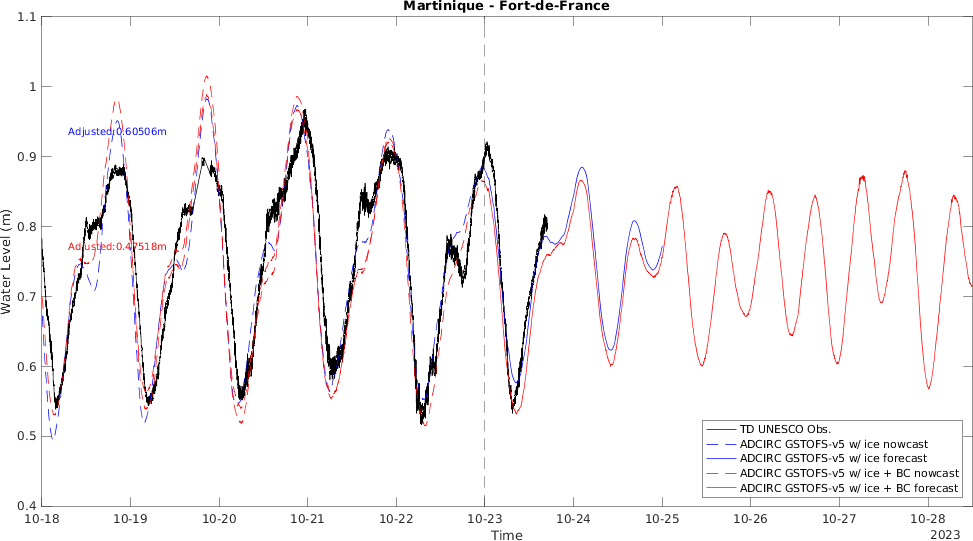 Martinique - Fort-de-France
1.1
1
0.9
0.8
0.7
0.6
0.5
0.4
Water Level (m)
Adjusted:0.60506m
Adjusted:0.47518m
TD UNESCO Obs.
ADCIRC GSTOFS-v5 w/ ice nowcast
ADCIRC GSTOFS-v5 w/ ice forecast
ADCIRC GSTOFS-v5 w/ ice + BC nowcast
ADCIRC GSTOFS-v5 w/ ice + BC forecast
10-18 10-19 10-20 10-21 10-22 10-23 10-24 10-25 10-26 10-27 10-28
Time
2023